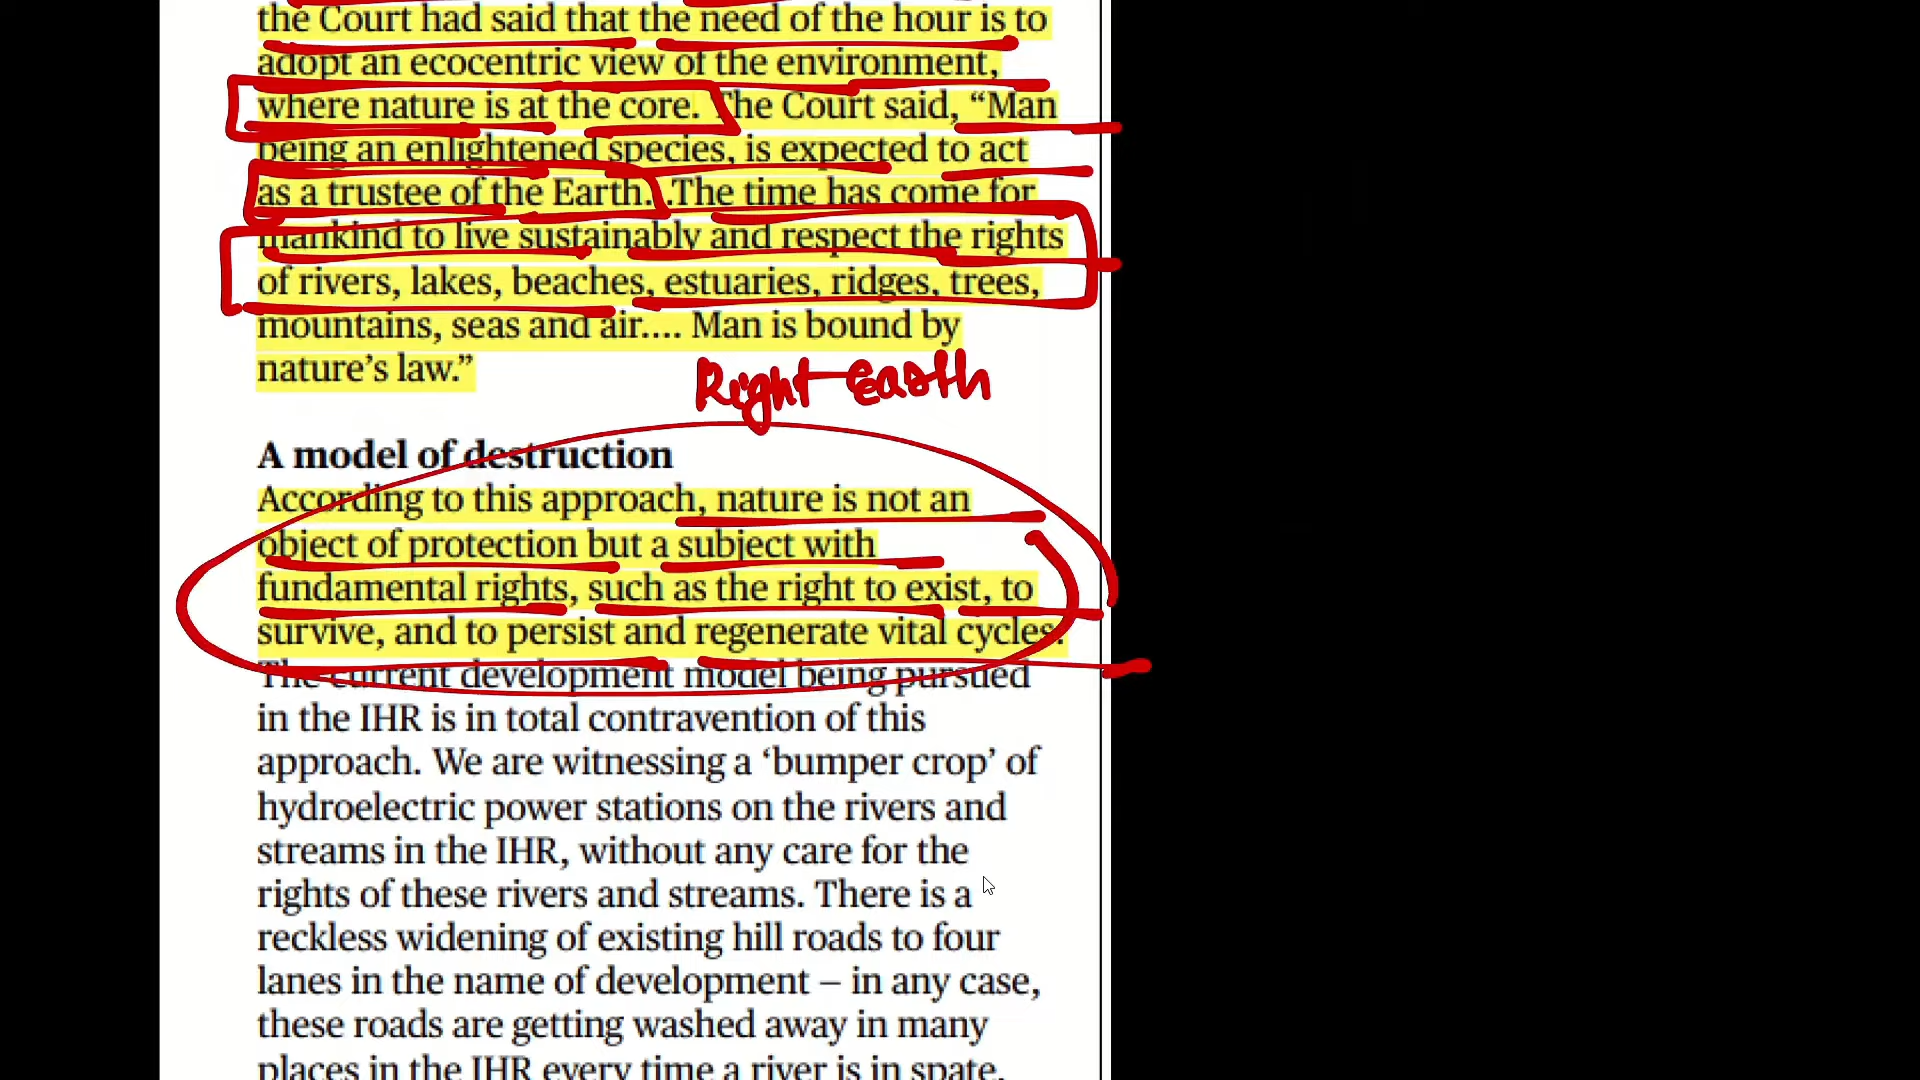 the Court had said that the need of the hour is to
adopt an ecocentric view of the environment,
where nature is at the core. The Court said, “Man
being an enlightened species, is expected to act
as a trustee of the Earth. .The time has come for
mankind to live sustainably and respect the rights
of rivers, lakes, beaches, estuaries, ridges, trees,
mountains, seas and air.... Man is bound by
nature’s law.”
Right Earth
A model of destruction
According to this approach, nature is not an
object of protection but a subject with
fundamental rights, such as the right to exist, to
survive, and to persist and regenerate vital cycles.
The current development model being pursued
in the IHR is in total contravention of this
approach. We are witnessing a ‘bumper crop’ of
hydroelectric power stations on the rivers and
streams in the IHR, without any care for the
rights of these rivers and streams. There is a
reckless widening of existing hill roads to four
lanes in the name of development – in any case,
these roads are getting washed away in many
places in the IHR every time a river is in spate.